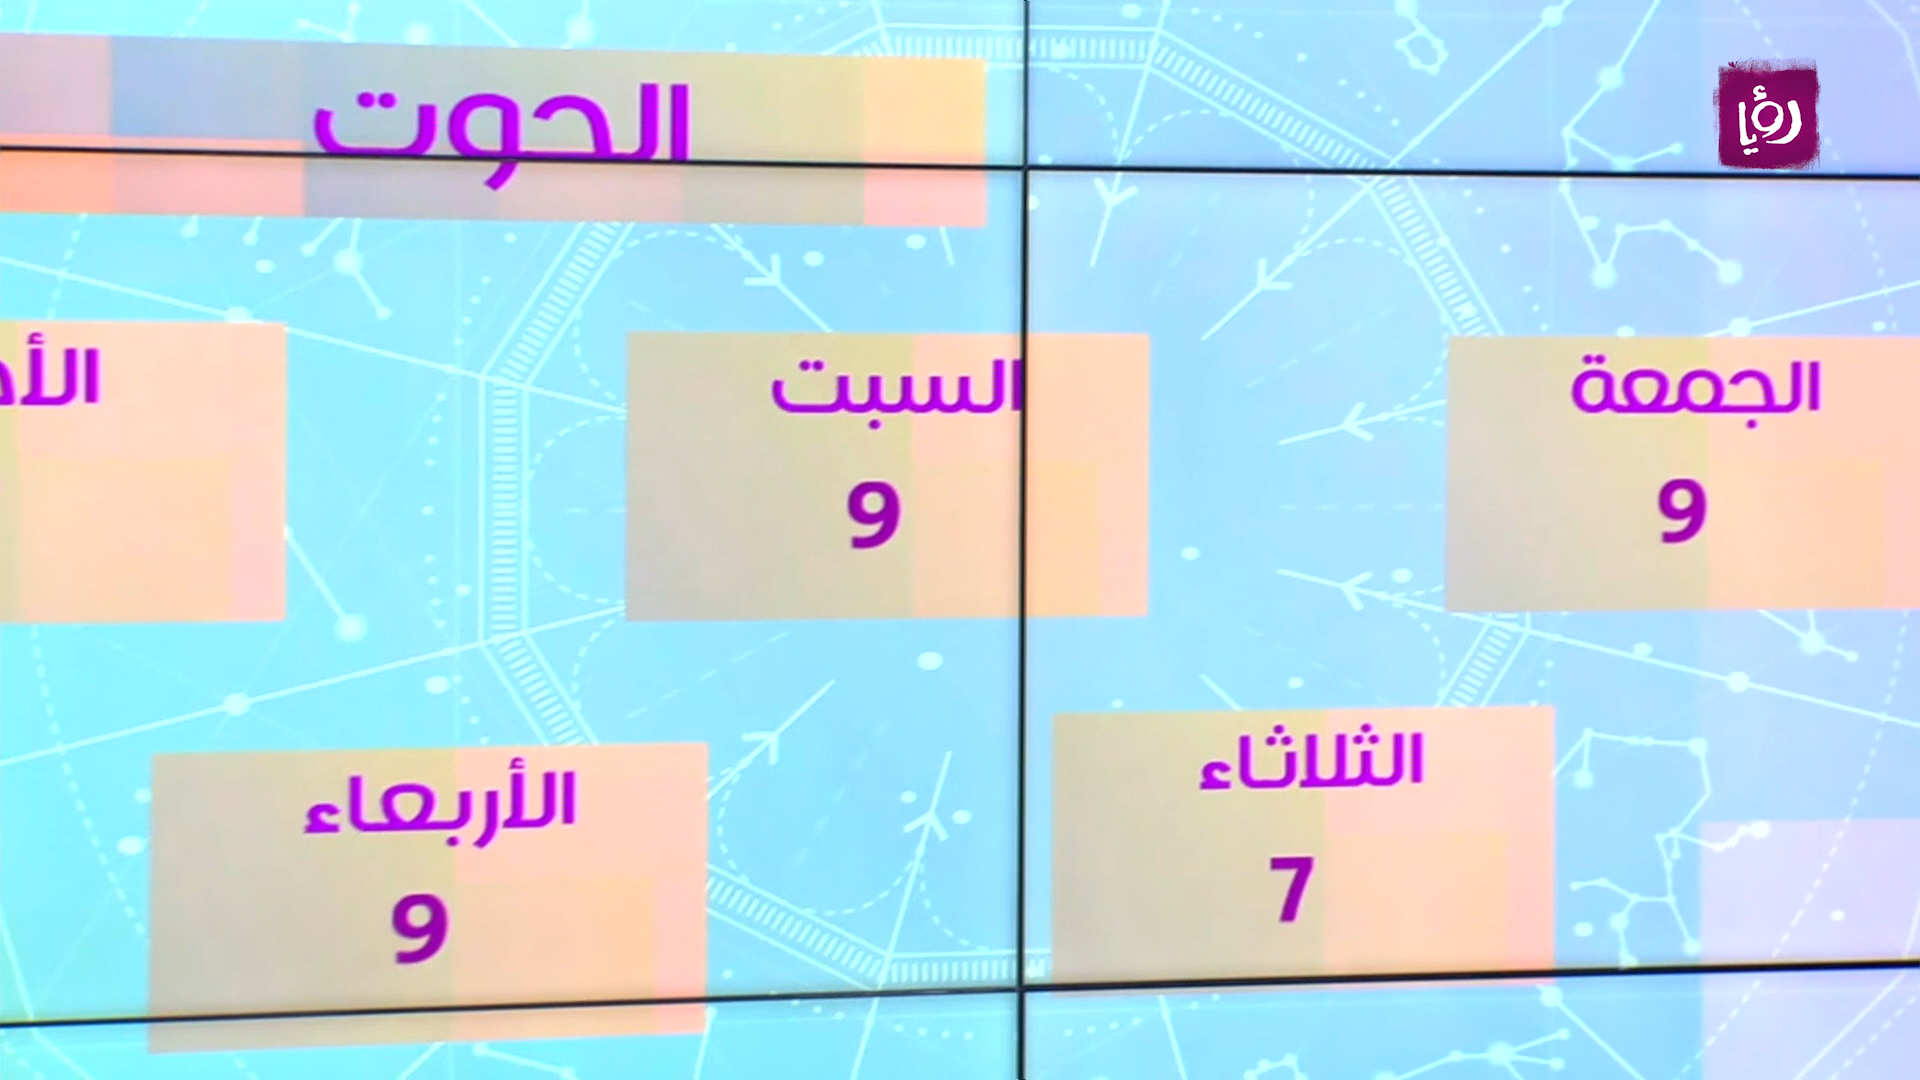 رؤيا
الحوت
الجمعة
9
السبت
9
الثلاثاء
7
الأربعاء
9